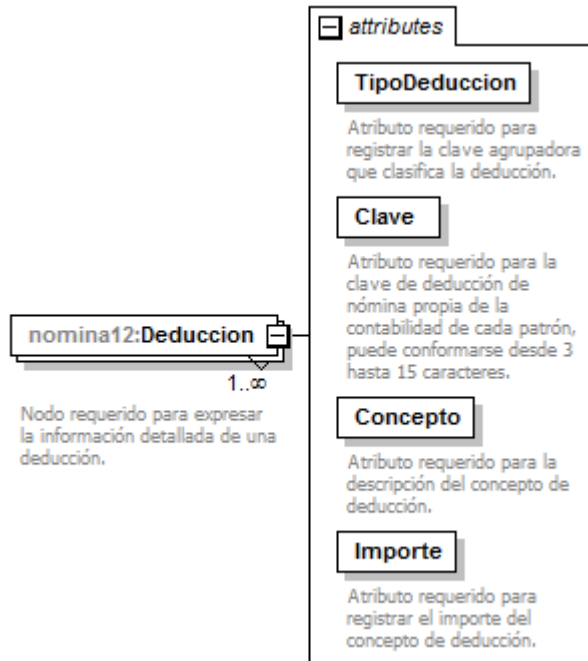 attributes
TipoDeduccion
Atributo requerido para
registrar la clave agrupadora
que clasifica la deducción.
Clave
Atributo requerido para la
clave de deducción de
nómina propia de la
contabilidad de cada patrón,
puede conformarse desde 3
hasta 15 caracteres.
nomina12:Deduccion
1..∞
Nodo requerido para expresar
la información detallada de una
deducción.
Concepto
Atributo requerido para la
descripción del concepto de
deducción.
Importe
Atributo requerido para
registrar el importe del
concepto de deducción.